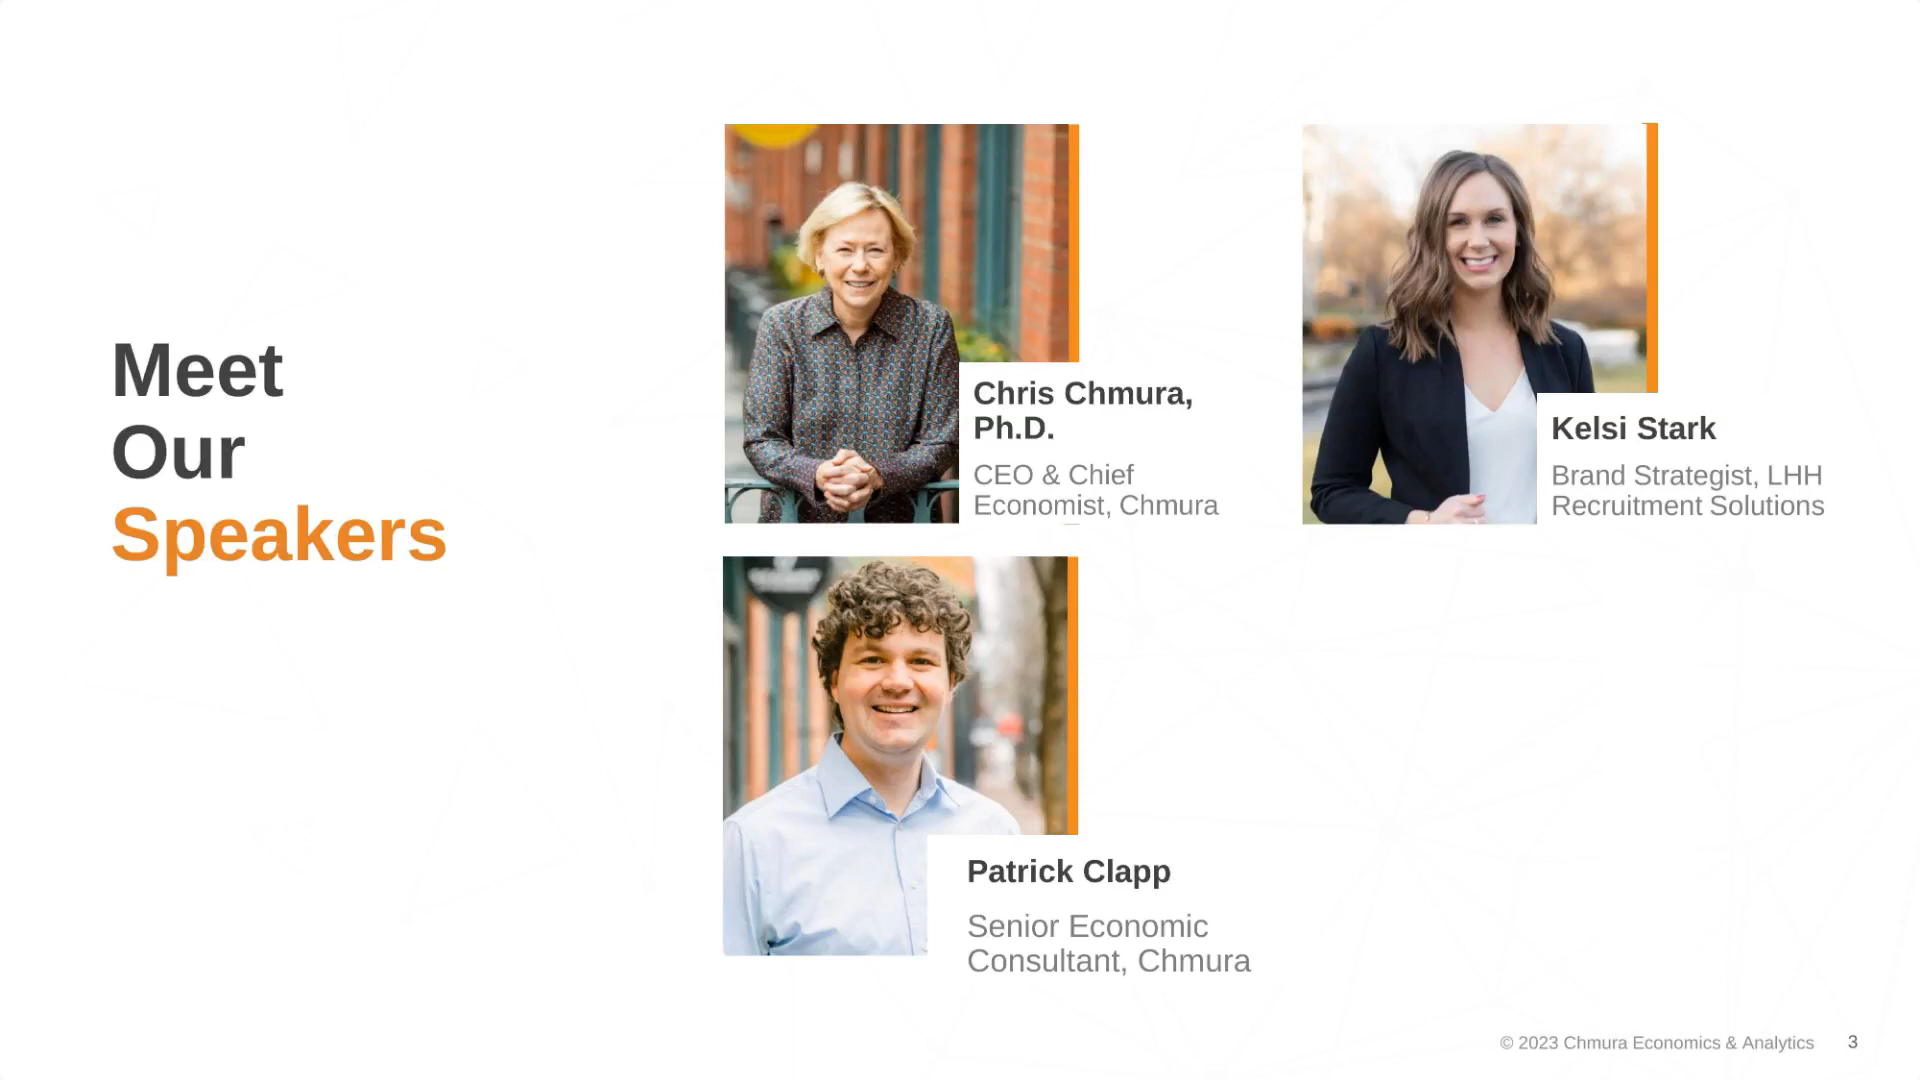 Meet
Our
Speakers
Chris Chmura,
Ph.D.
CEO & Chief
Economist, Chmura
Kelsi Stark
Brand Strategist, LHH
Recruitment Solutions
Patrick Clapp
Senior Economic
Consultant, Chmura
© 2023 Chmura Economics & Analytics 3